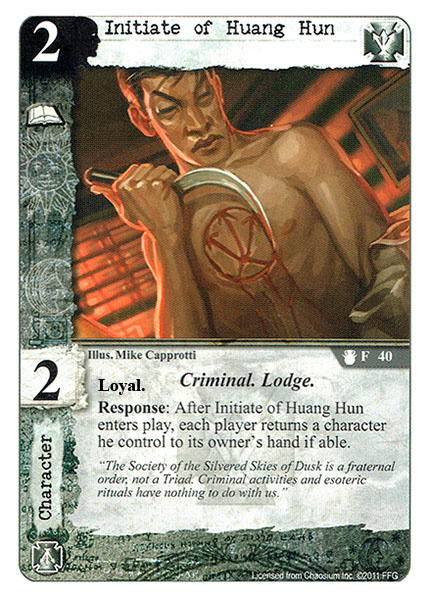 2
Initiate of Huang Hun
Illus. Mike Capprotti
F 40
2
Loyal.
Criminal. Lodge.
Response: After Initiate of Huang Hun
enters play, each player returns a character
he control to its owner's hand if able.
"The Society of the Silvered Skies of Dusk is a fraternal
order, not a Triad. Criminal activities and esoteric
rituals have nothing to do with us."
Character
Licensed from Chaosium Inc. ©2011 FFG